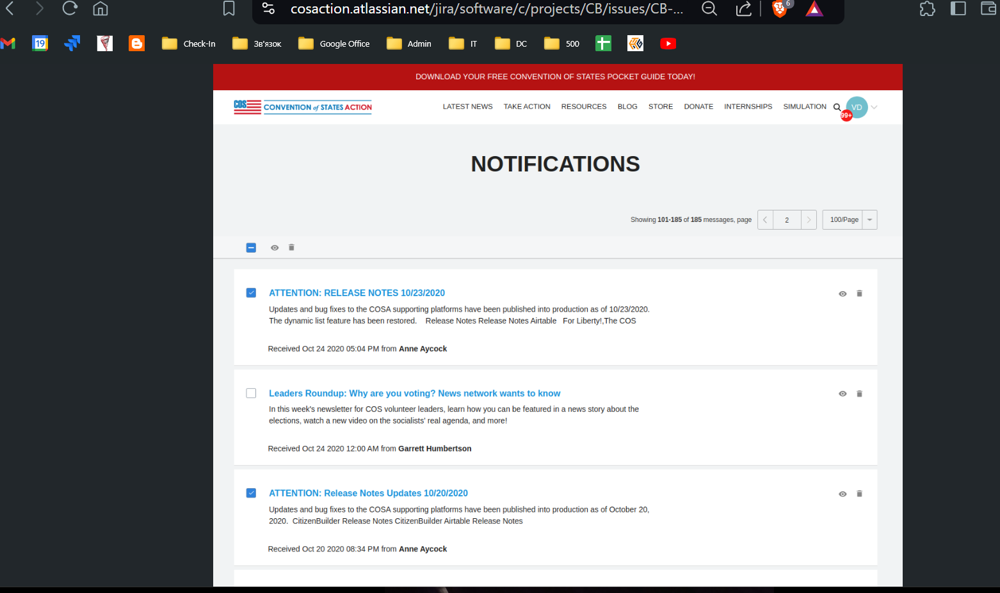 cosaction.atlassian.net/jira/software/c/projects/CB/issues/CB-...
6
19
Check-In
Зв'язок
Google Office
Admin
IT
DC
500
DOWNLOAD YOUR FREE CONVENTION OF STATES POCKET GUIDE TODAY!
COS CONVENTION of STATES ACTION
LATEST NEWS TAKE ACTION RESOURCES BLOG STORE DONATE INTERNSHIPS SIMULATION
VD
99+
NOTIFICATIONS
Showing 101-185 of 185 messages, page 2 100/Page
ATTENTION: RELEASE NOTES 10/23/2020
Updates and bug fixes to the COSA supporting platforms have been published into production as of 10/23/2020.
The dynamic list feature has been restored. Release Notes Release Notes Airtable For Liberty!,The COS
Received Oct 24 2020 05:04 PM from Anne Aycock
Leaders Roundup: Why are you voting? News network wants to know
In this week's newsletter for COS volunteer leaders, learn how you can be featured in a news story about the
elections, watch a new video on the socialists' real agenda, and more!
Received Oct 24 2020 12:00 AM from Garrett Humbertson
ATTENTION: Release Notes Updates 10/20/2020
Updates and bug fixes to the COSA supporting platforms have been published into production as of October 20,
2020. CitizenBuilder Release Notes CitizenBuilder Airtable Release Notes
Received Oct 20 2020 08:34 PM from Anne Aycock